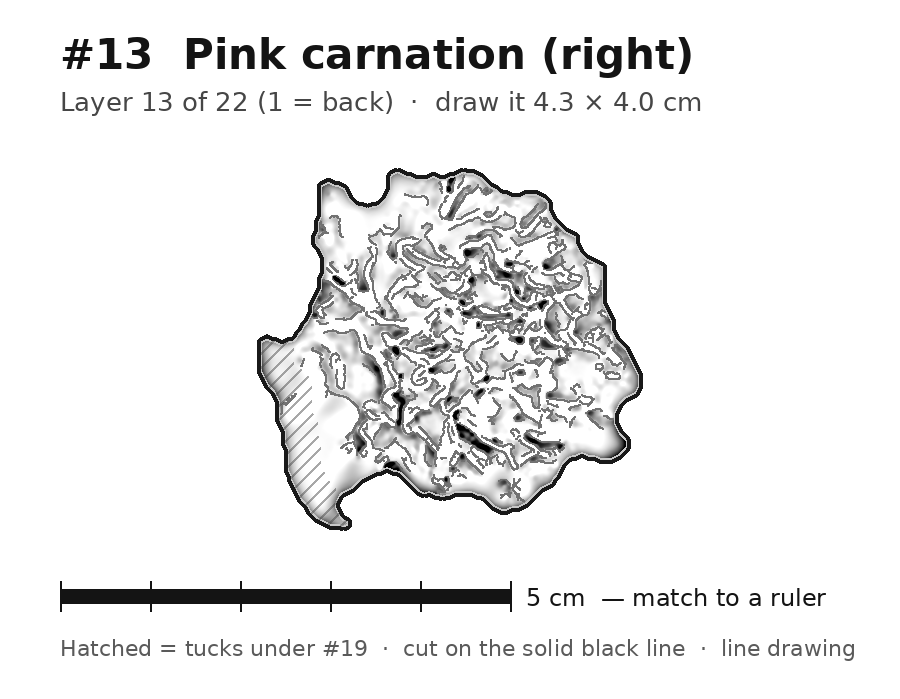 #13  Pink carnation (right)
Layer 13 of 22 (1 = back)  ·  draw it 4.3 × 4.0 cm
5 cm  — match to a ruler
Hatched = tucks under #19  ·  cut on the solid black line  ·  line drawing